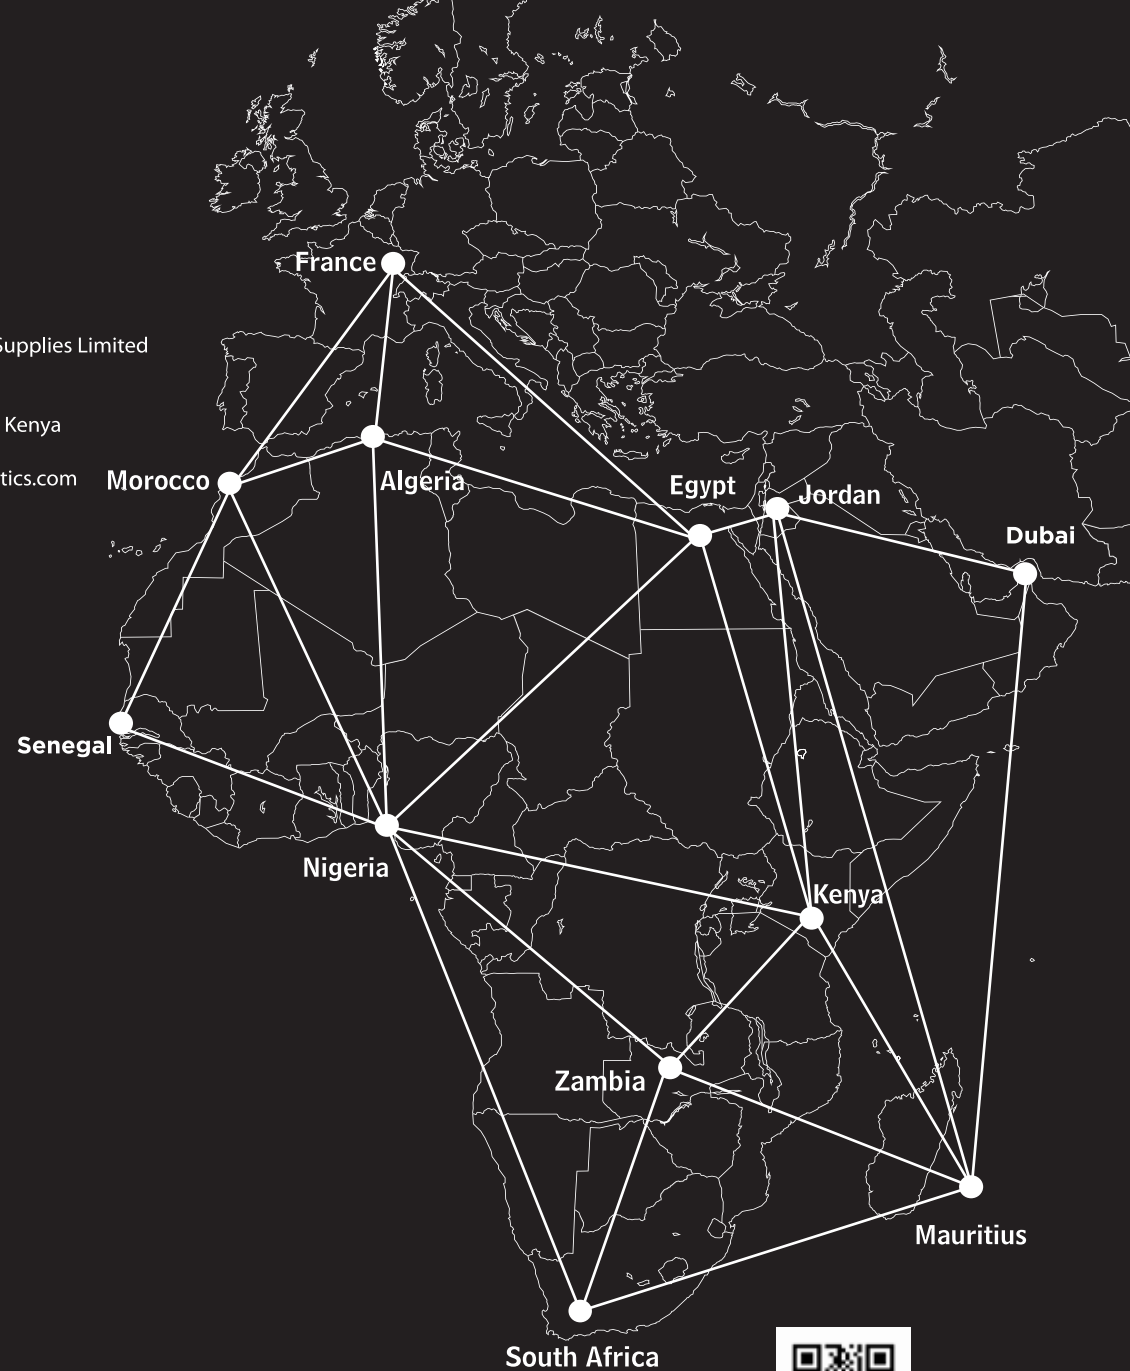 France
Supplies Limited
Kenya
tics.com
Morocco
Algeria
Egypt
Jordan
Dubai
Senegal
Nigeria
Kenya
Zambia
Mauritius
South Africa